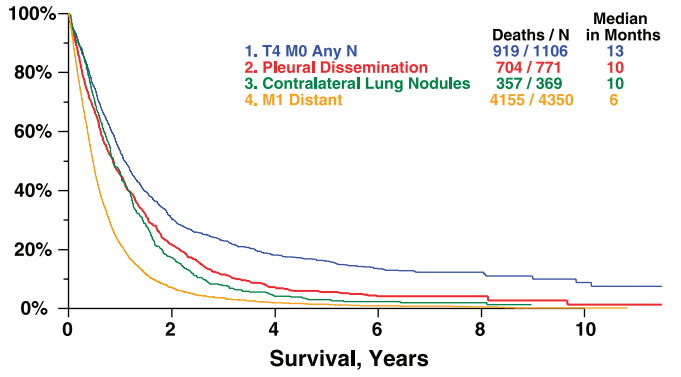 100%
80%
60%
40%
20%
0%
Deaths / N
Median in Months
1. T4 M0 Any N 919 / 1106 13
2. Pleural Dissemination 704 / 771 10
3. Contralateral Lung Nodules 357 / 369 10
4. M1 Distant 4155 / 4350 6
0 2 4 6 8 10
Survival, Years